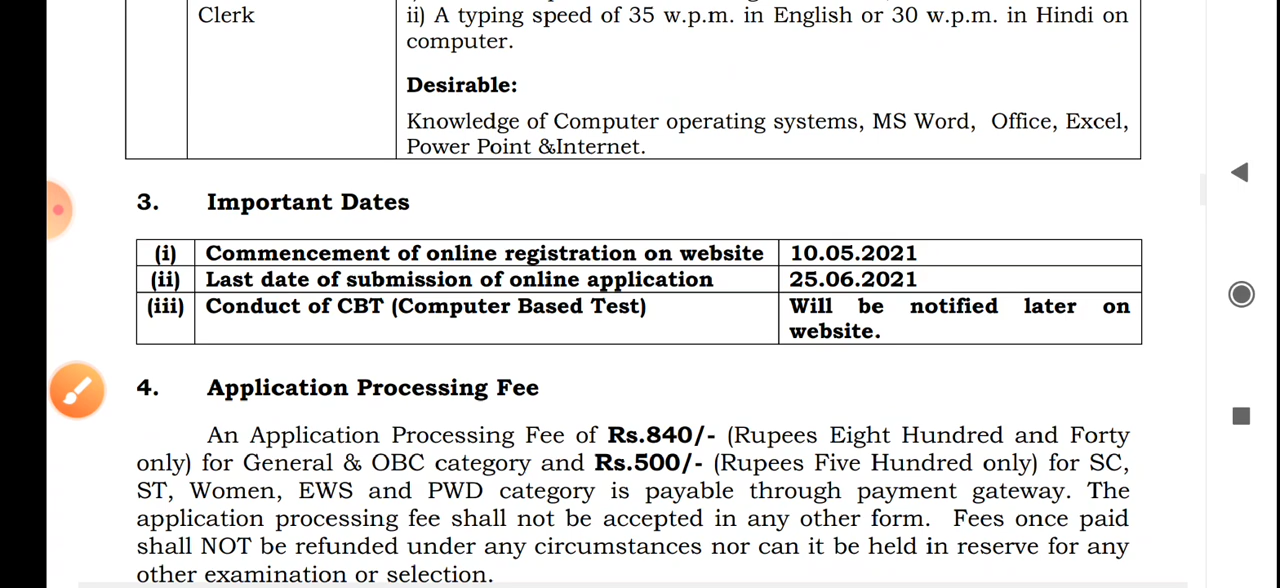 Clerk
ii) A typing speed of 35 w.p.m. in English or 30 w.p.m. in Hindi on
computer.
Desirable:
Knowledge of Computer operating systems, MS Word, Office, Excel,
Power Point &Internet.
3. Important Dates
(i) Commencement of online registration on website 10.05.2021
(ii) Last date of submission of online application 25.06.2021
(iii) Conduct of CBT (Computer Based Test) Will be notified later on
website.
4. Application Processing Fee
An Application Processing Fee of Rs.840/- (Rupees Eight Hundred and Forty
only) for General & OBC category and Rs.500/- (Rupees Five Hundred only) for SC,
ST, Women, EWS and PWD category is payable through payment gateway. The
application processing fee shall not be accepted in any other form. Fees once paid
shall NOT be refunded under any circumstances nor can it be held in reserve for any
other examination or selection.